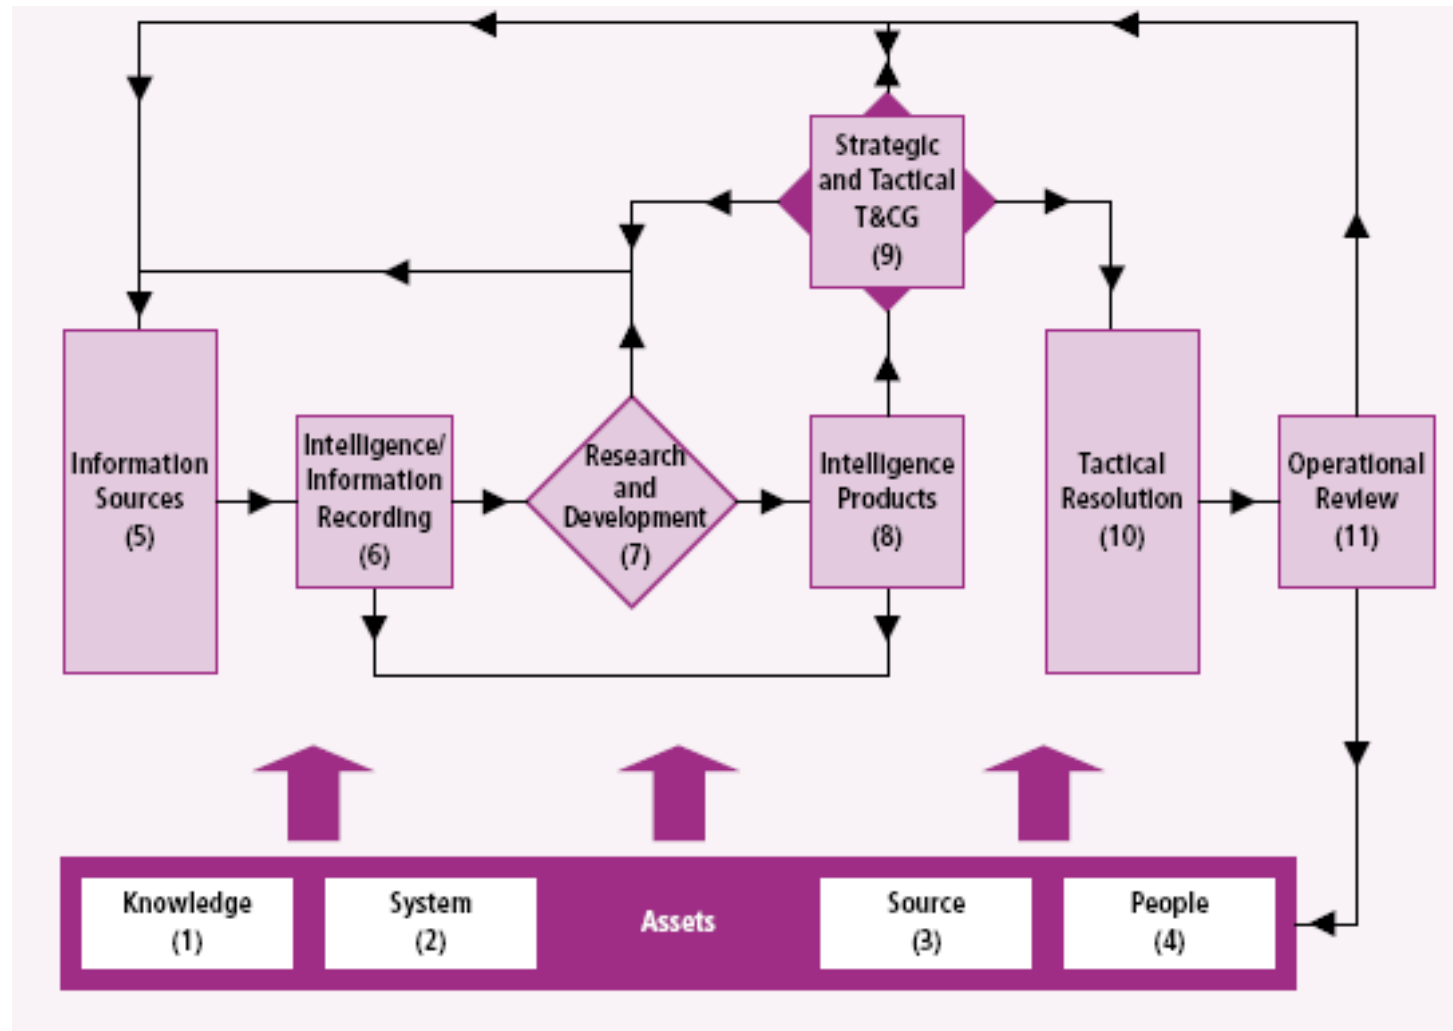 Strategic
and Tactical
T&CG
(9)
Information
Sources
(5)
Intelligence/
Information
Recording
(6)
Research
and
Development
(7)
Intelligence
Products
(8)
Tactical
Resolution
(10)
Operational
Review
(11)
Knowledge
(1)
System
(2)
Assets
Source
(3)
People
(4)